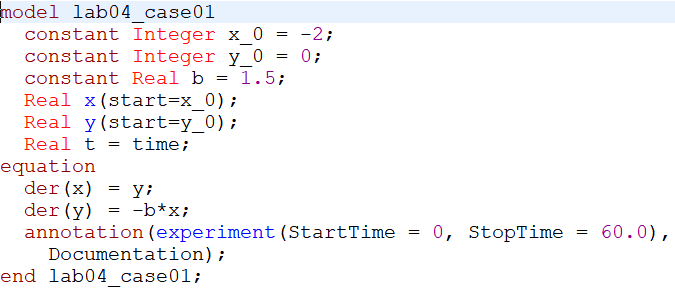 model lab04_case01
  constant Integer x_0 = -2;
  constant Integer y_0 = 0;
  constant Real b = 1.5;
  Real x(start=x_0);
  Real y(start=y_0);
  Real t = time;
equation
  der(x) = y;
  der(y) = -b*x;
  annotation(experiment(StartTime = 0, StopTime = 60.0),
    Documentation);
end lab04_case01;